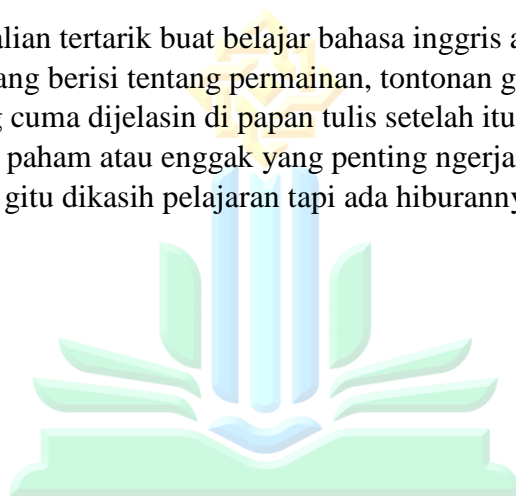 alian tertarik buat belajar bahasa inggris a
ang berisi tentang permainan, tontonan g
g cuma dijelasin di papan tulis setelah itu
paham atau enggak yang penting ngerja
gitu dikasih pelajaran tapi ada hiburanny